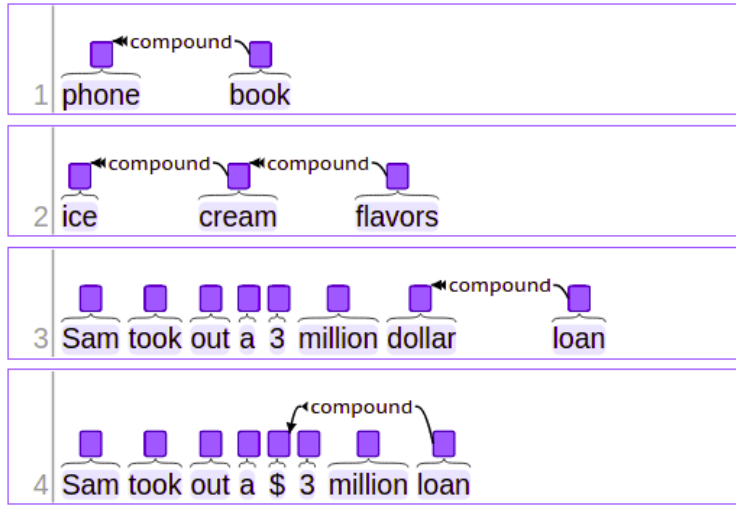 compound
1 phone book
compound compound
2 ice cream flavors
compound
3 Sam took out a 3 million dollar loan
compound
4 Sam took out a $ 3 million loan